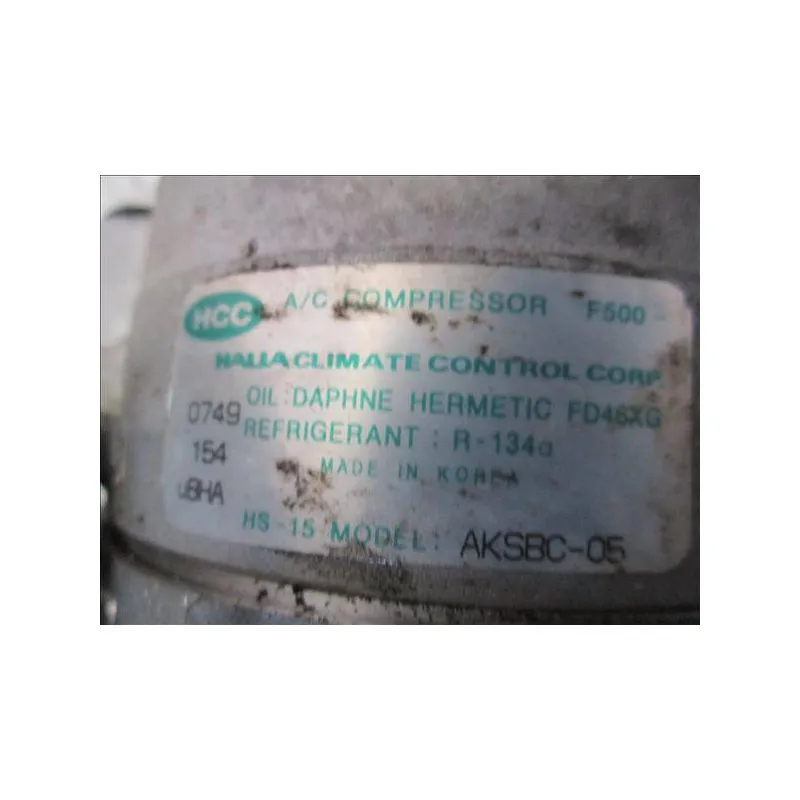 HCC A/C COMPRESSOR F500
HALLA CLIMATE CONTROL CORP.
OIL: DAPHNE HERMETIC FD46XG
0749
REFRIGERANT : R-134a
154
MADE IN KOREA
HS-15 MODEL: AKSBC-05